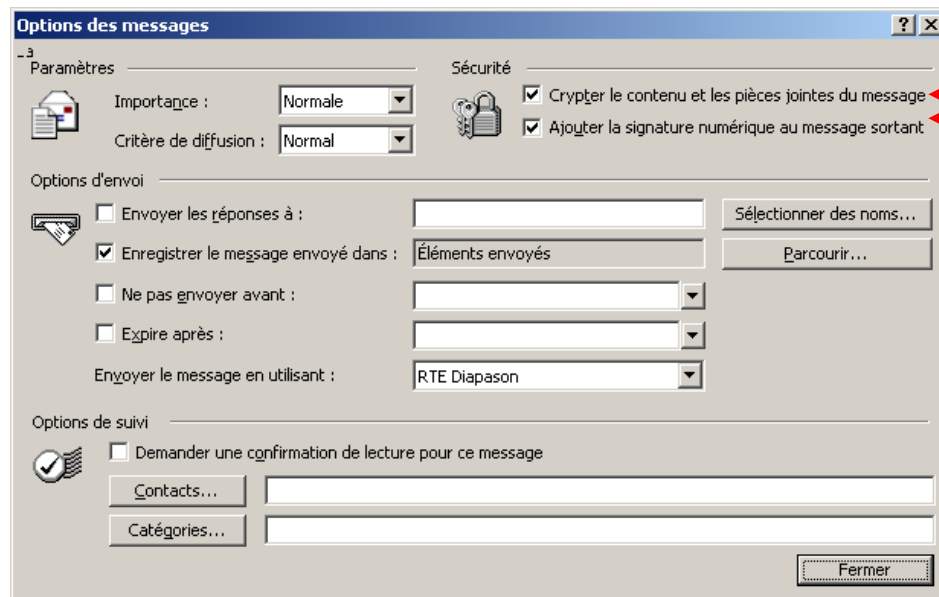 Options des messages
Paramètres
Sécurité
Importance :
Normale
Crypter le contenu et les pièces jointes du message
Critère de diffusion :
Normal
Ajouter la signature numérique au message sortant
Options d'envoi
Envoyer les réponses à :
Sélectionner des noms...
Enregistrer le message envoyé dans :
Éléments envoyés
Parcourir...
Ne pas envoyer avant :
Expire après :
Envoyer le message en utilisant :
RTE Diapason
Options de suivi
Demander une confirmation de lecture pour ce message
Contacts...
Catégories...
Fermer